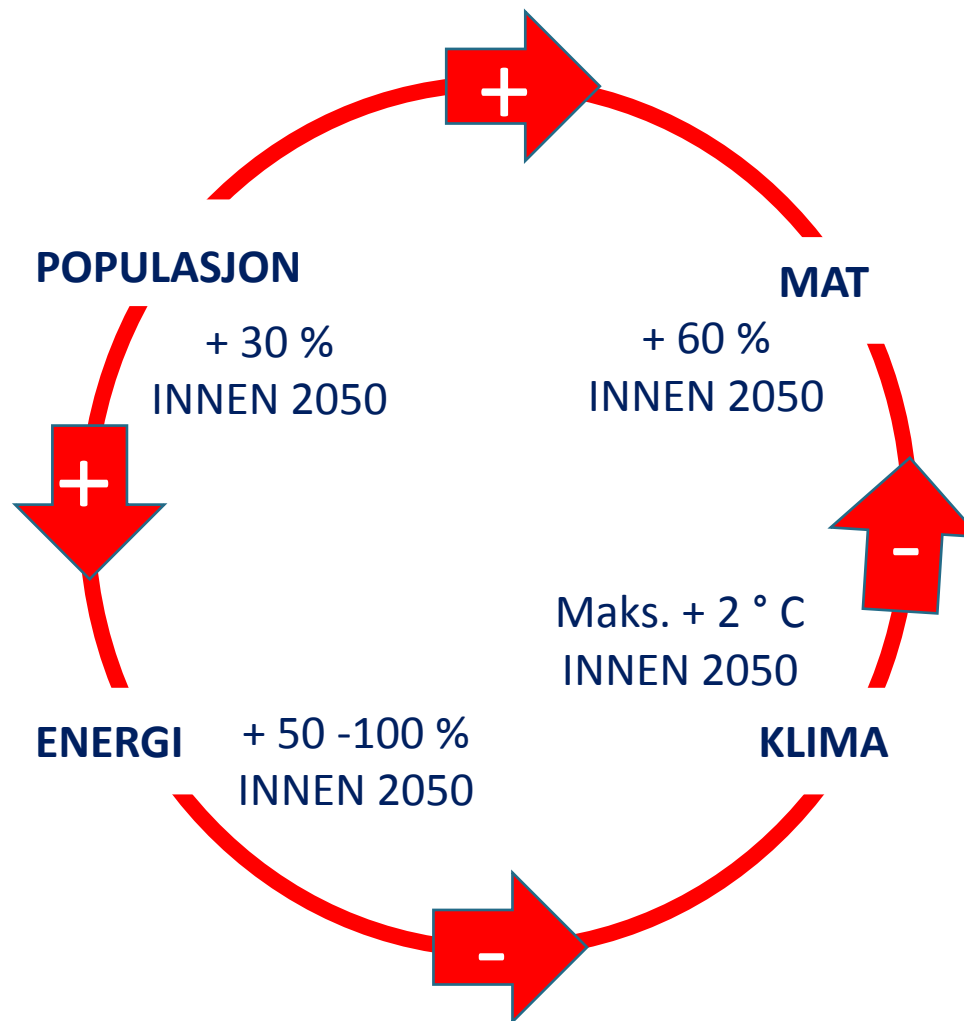 +
POPULASJON
+ 30 %
INNEN 2050
MAT
+ 60 %
INNEN 2050
+
-
Maks. + 2 ° C
INNEN 2050
KLIMA
ENERGI
+ 50 -100 %
INNEN 2050
-